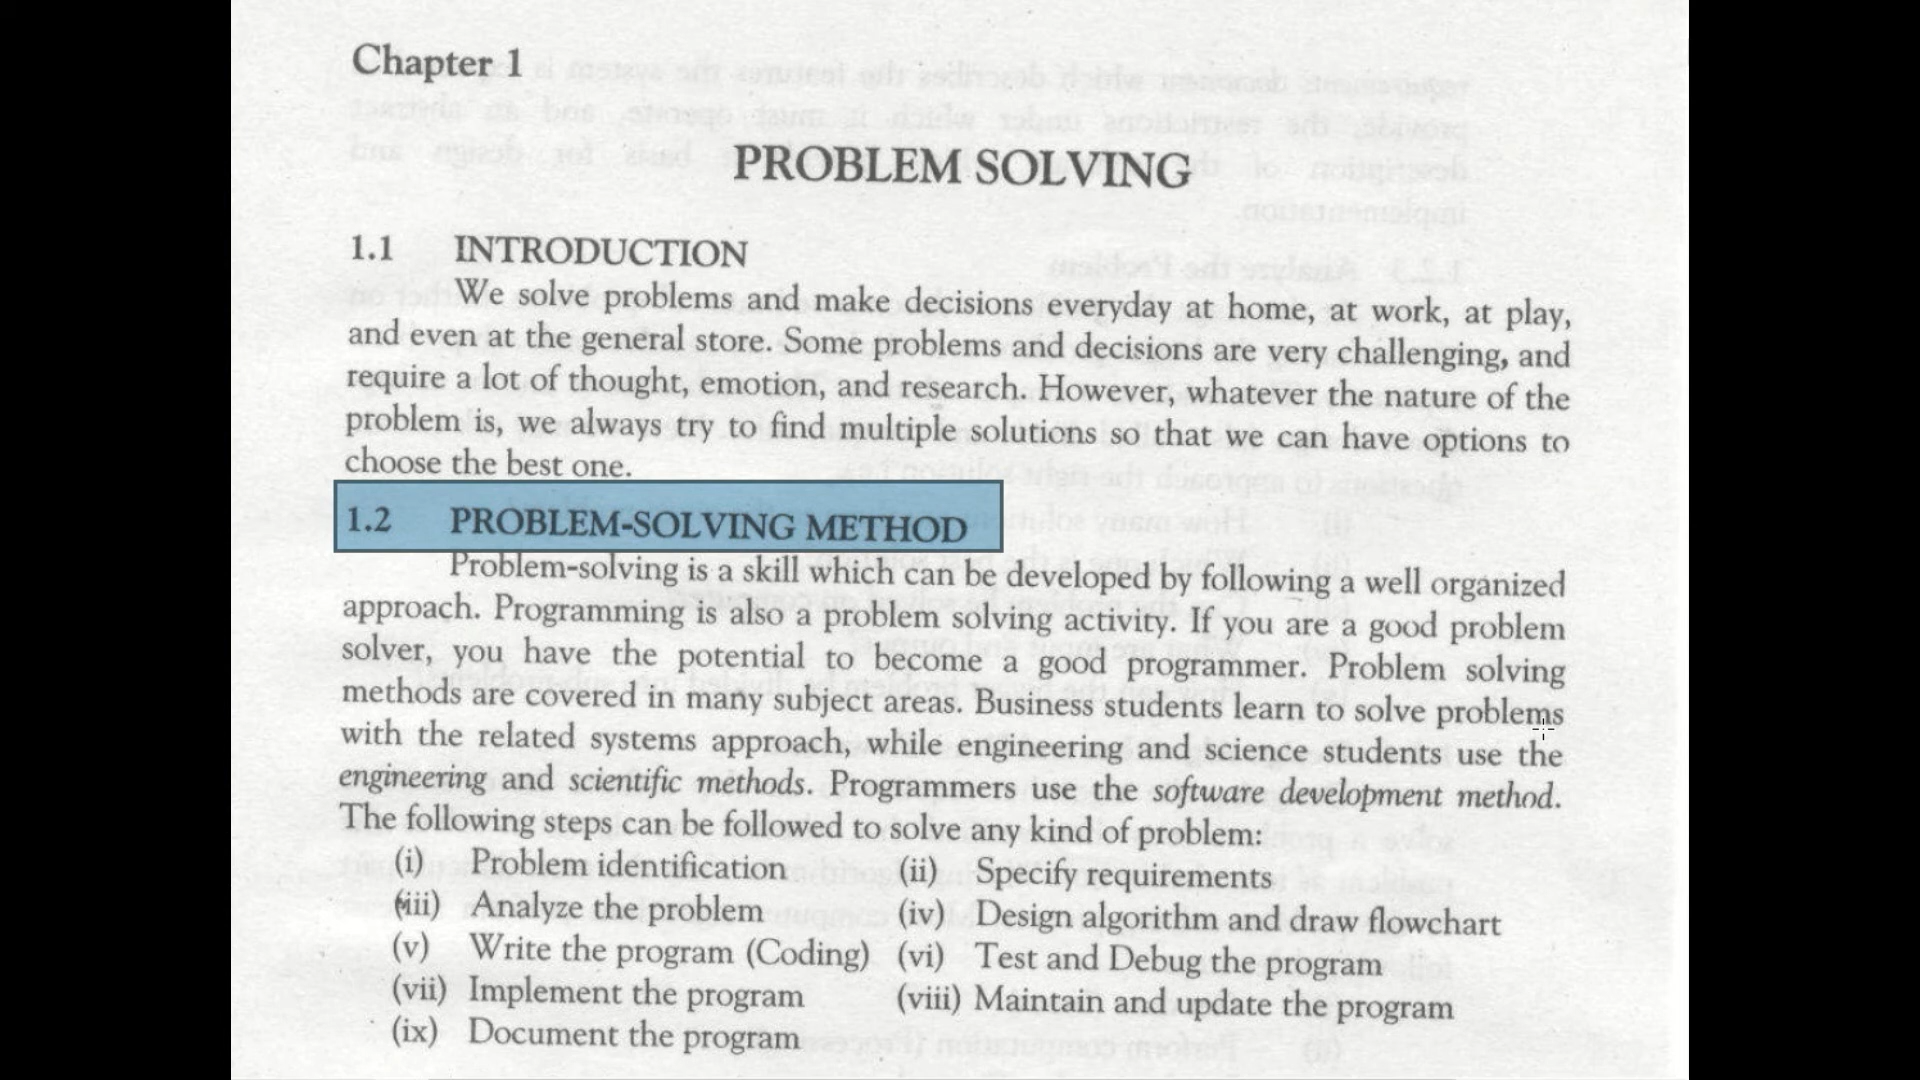 Chapter 1
PROBLEM SOLVING
1.1 INTRODUCTION
We solve problems and make decisions everyday at home, at work, at play,
and even at the general store. Some problems and decisions are very challenging, and
require a lot of thought, emotion, and research. However, whatever the nature of the
problem is, we always try to find multiple solutions so that we can have options to
choose the best one.
1.2 PROBLEM-SOLVING METHOD
Problem-solving is a skill which can be developed by following a well organized
approach. Programming is also a problem solving activity. If you are a good problem
solver, you have the potential to become a good programmer. Problem solving
methods are covered in many subject areas. Business students learn to solve problems
with the related systems approach, while engineering and science students use the
engineering and scientific methods. Programmers use the software development method.
The following steps can be followed to solve any kind of problem:
(i) Problem identification (ii) Specify requirements
(iii) Analyze the problem (iv) Design algorithm and draw flowchart
(v) Write the program (Coding) (vi) Test and Debug the program
(vii) Implement the program (viii) Maintain and update the program
(ix) Document the program